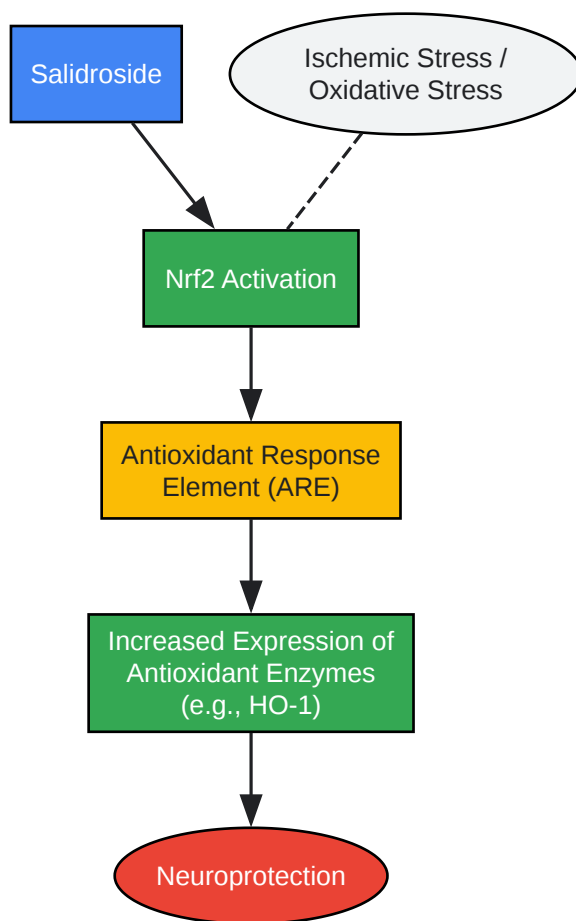 Salidroside
Ischemic Stress /
Oxidative Stress
Nrf2 Activation
Antioxidant Response
Element (ARE)
Increased Expression of
Antioxidant Enzymes
(e.g., HO-1)
Neuroprotection